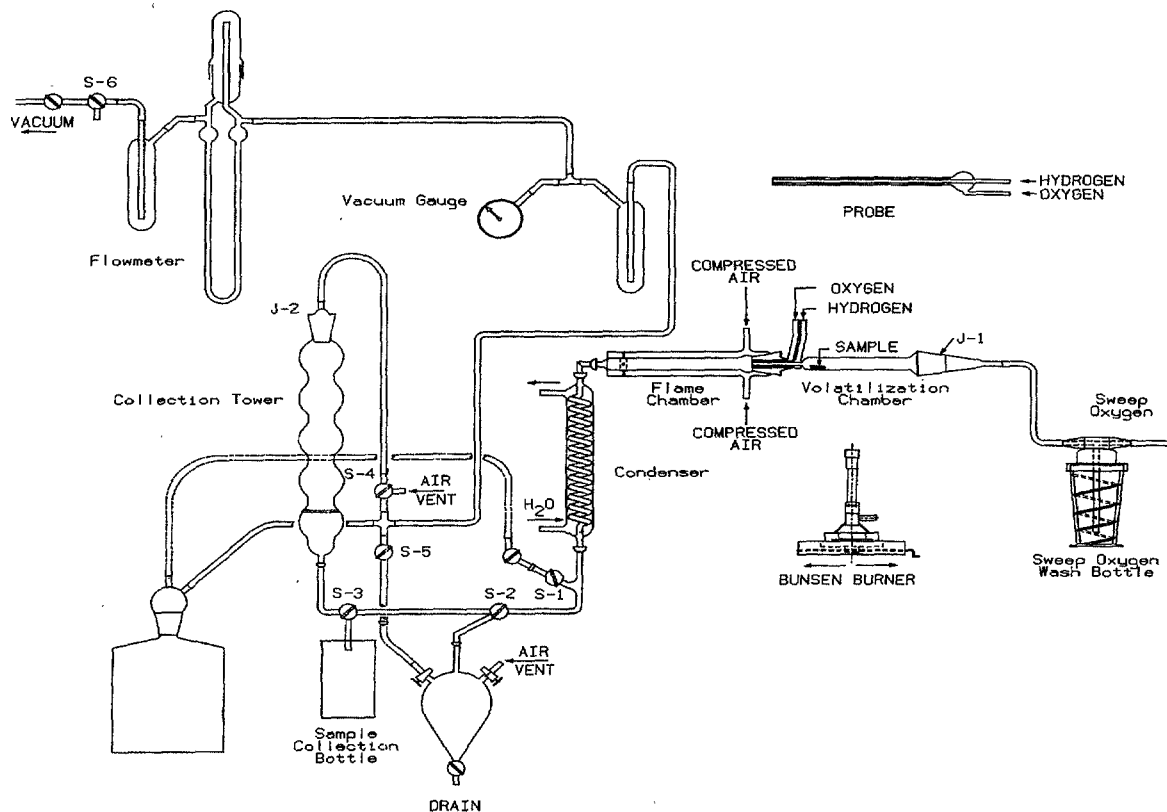 S-6
VACUUM
Flowmeter
Vacuum Gauge
HYDROGEN
OXYGEN
PROBE
COMPRESSED
AIR
OXYGEN
HYDROGEN
SAMPLE
J-1
J-2
Flame
Chamber
Volatilization
Chamber
Sweep
Oxygen
Collection Tower
COMPRESSED
AIR
Condenser
S-4
AIR
VENT
H₂O
S-5
S-1
BUNSEN BURNER
Sweep Oxygen
Wash Bottle
S-3
S-2
AIR
VENT
Sample
Collection
Bottle
DRAIN